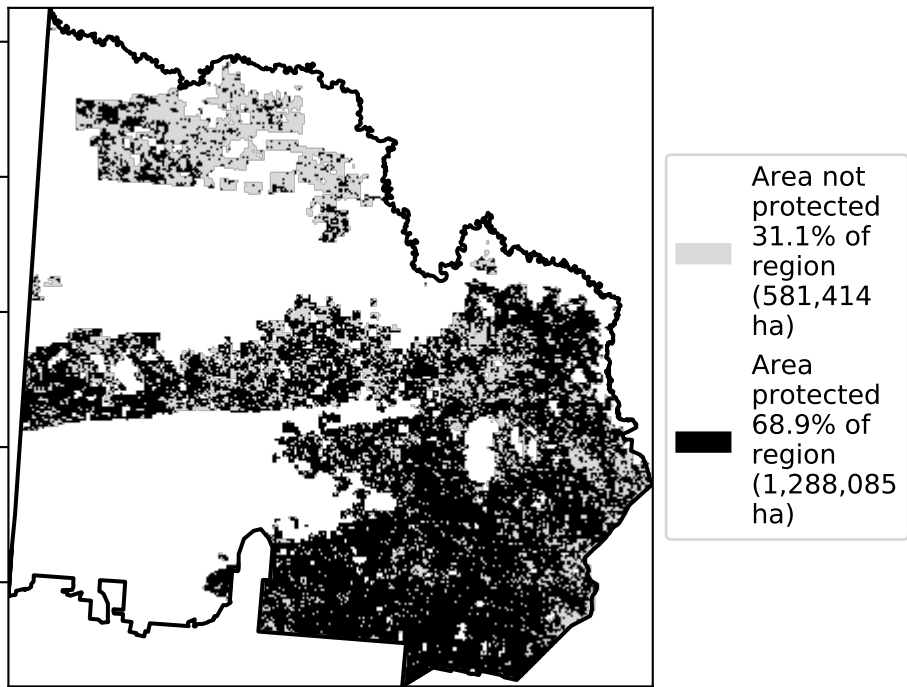 Area not
protected
31.1% of
region
(581,414
ha)
Area
protected
68.9% of
region
(1,288,085
ha)